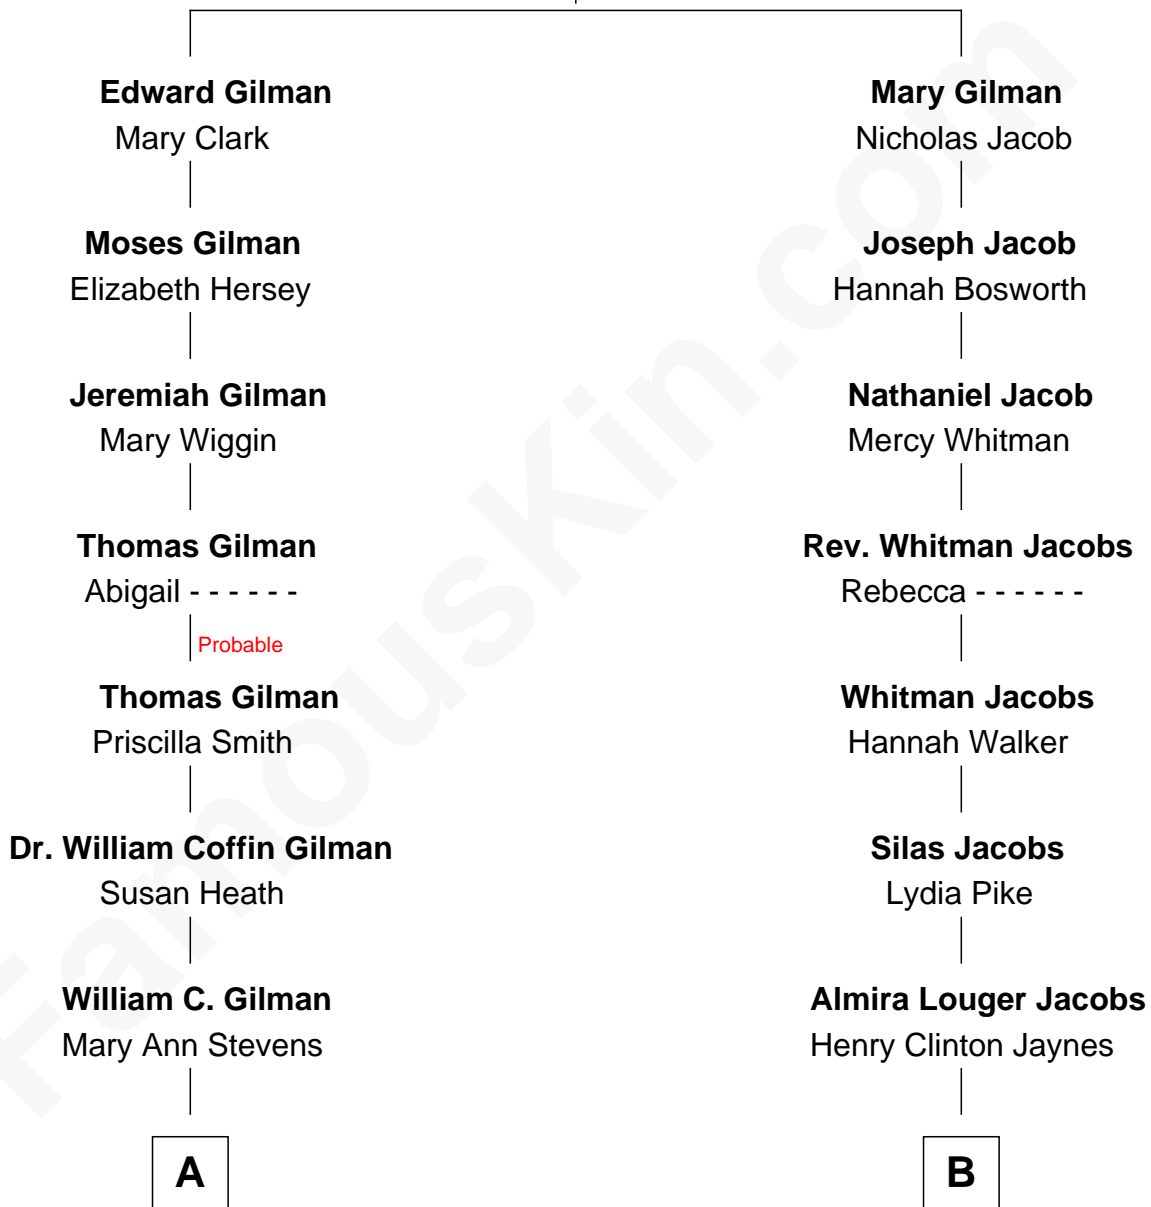 Edward Gilman
Mary Clark
Moses Gilman
Elizabeth Hersey
Jeremiah Gilman
Mary Wiggin
Thomas Gilman
Abigail - - - - - -
Probable
Thomas Gilman
Priscilla Smith
Dr. William Coffin Gilman
Susan Heath
William C. Gilman
Mary Ann Stevens
A
Mary Gilman
Nicholas Jacob
Joseph Jacob
Hannah Bosworth
Nathaniel Jacob
Mercy Whitman
Rev. Whitman Jacobs
Rebecca - - - - - -
Whitman Jacobs
Hannah Walker
Silas Jacobs
Lydia Pike
Almira Louger Jacobs
Henry Clinton Jaynes
B
FamousKin.com